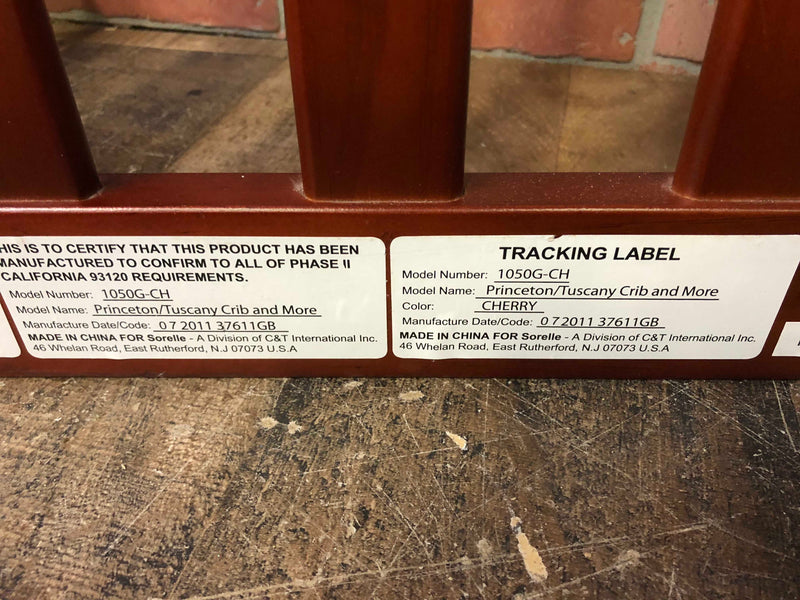 HIS IS TO CERTIFY THAT THIS PRODUCT HAS BEEN
MANUFACTURED TO CONFIRM TO ALL OF PHASE II
CALIFORNIA 93120 REQUIREMENTS.
Model Number: 1050G-CH
Model Name: Princeton/Tuscany Crib and More
Manufacture Date/Code: 0 7 2011 37611GB
MADE IN CHINA FOR Sorelle - A Division of C&T International Inc.
46 Whelan Road, East Rutherford, N.J 07073 U.S.A
TRACKING LABEL
Model Number: 1050G-CH
Model Name: Princeton/Tuscany Crib and More
Color: CHERRY
Manufacture Date/Code: 0 7 2011 37611GB
MADE IN CHINA FOR Sorelle - A Division of C&T International Inc.
46 Whelan Road, East Rutherford, N.J 07073 U.S.A